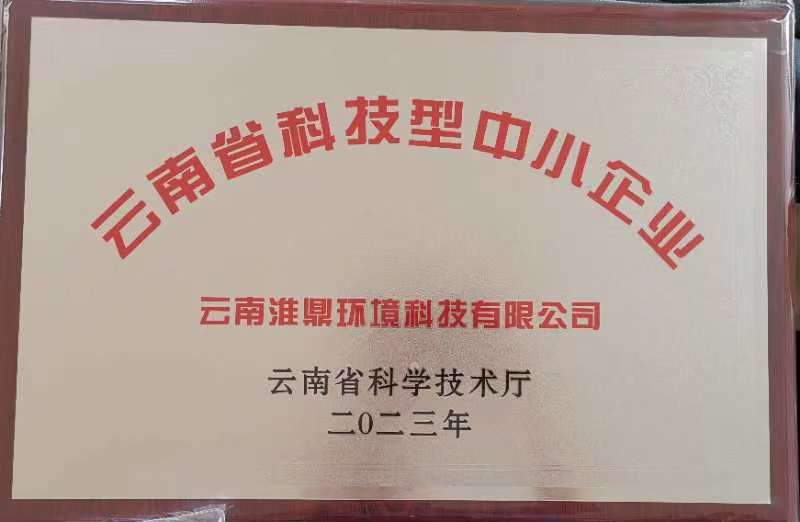 云南省科技型中小企业
云南淮鼎环境科技有限公司
云南省科学技术厅
二0二三年